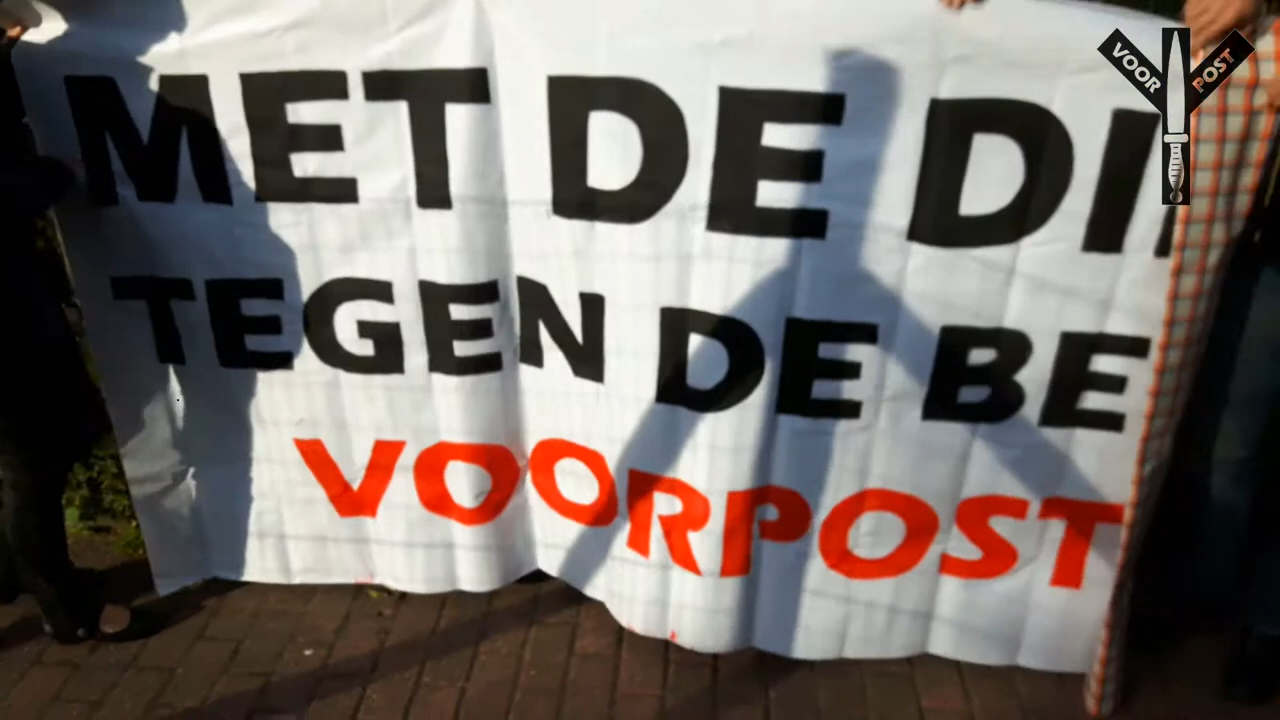 MET DE DI
TEGEN DE BE
VOORPOST
VOOR
POST